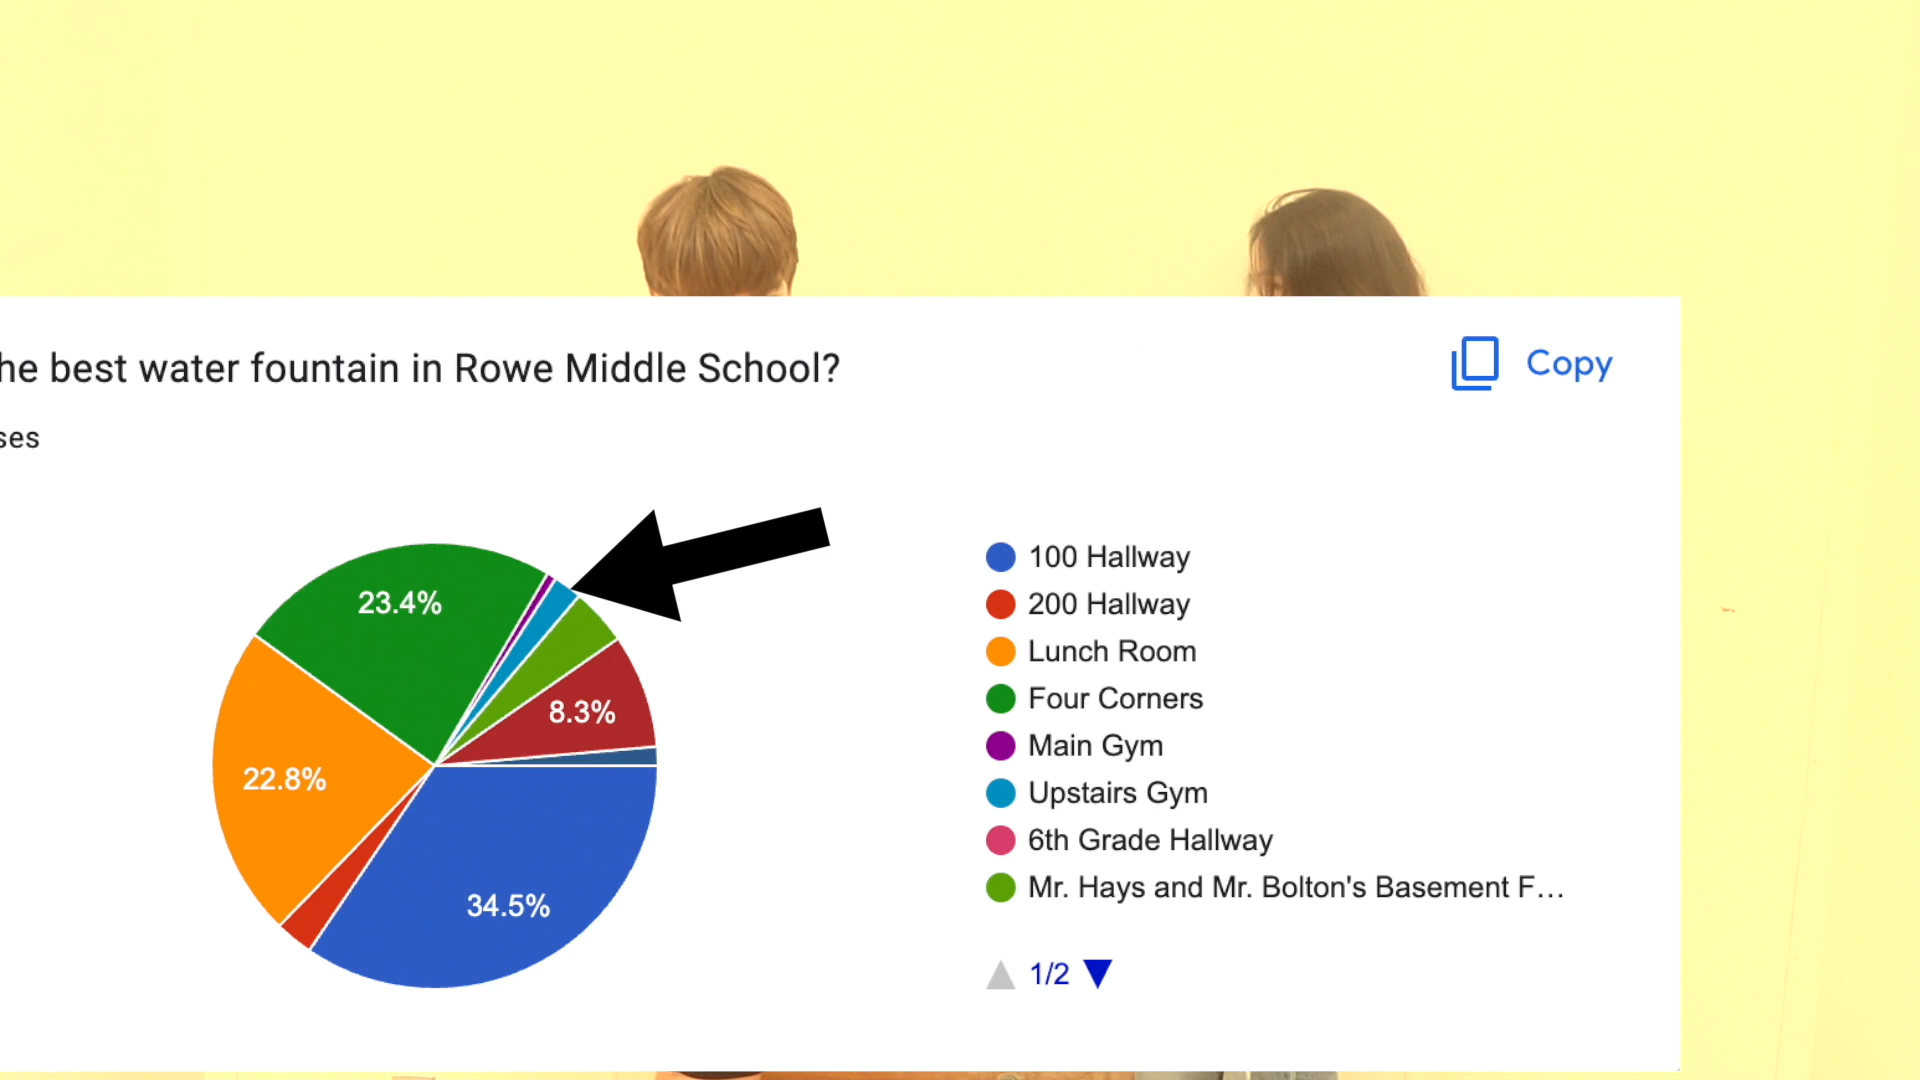 he best water fountain in Rowe Middle School?
Copy
ses
23.4%
22.8%
8.3%
34.5%
100 Hallway
200 Hallway
Lunch Room
Four Corners
Main Gym
Upstairs Gym
6th Grade Hallway
Mr. Hays and Mr. Bolton's Basement F...
1/2